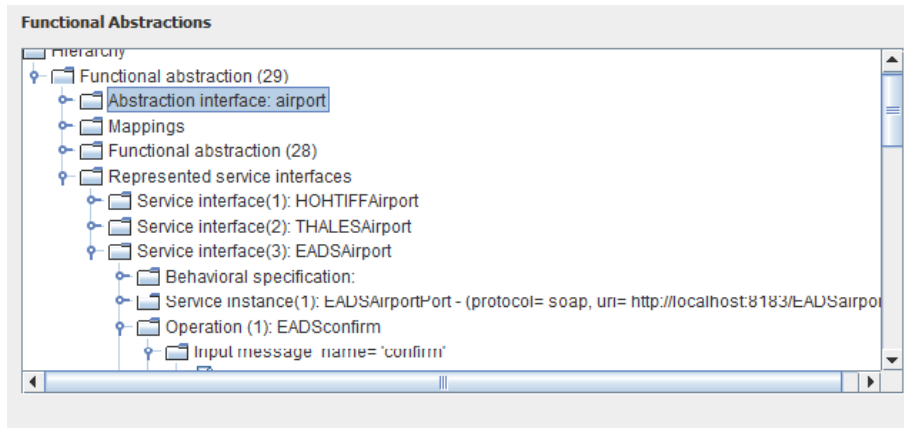 Functional Abstractions
Hierarchy
Functional abstraction (29)
Abstraction interface: airport
Mappings
Functional abstraction (28)
Represented service interfaces
Service interface(1): HOHTIFFAirport
Service interface(2): THALESAirport
Service interface(3): EADSAirport
Behavioral specification:
Service instance(1): EADSAirportPort - (protocol= soap, uri= http://localhost:8183/EADSairpor
Operation (1): EADSconfirm
Input message name= "confirm"